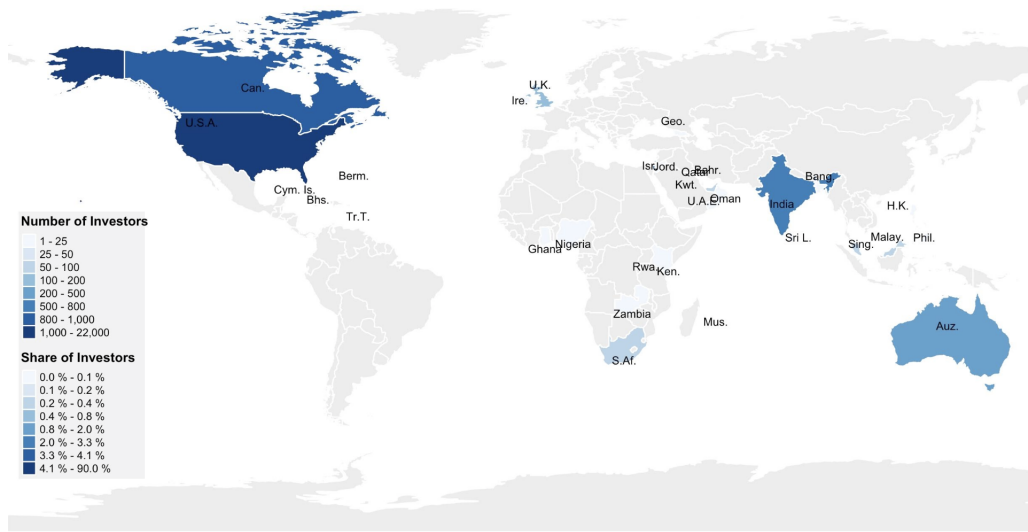 Can.
U.S.A.
U.K.
Ire.
Geo.
Berm.
Cym. Is.
Bhs.
Tr.T.
Isr.
Jord.
Bahr.
Qatar
Kwt.
U.A.E.
Oman
Bang.
India
H.K.
Sri L.
Sing.
Malay.
Phil.
Ghana
Nigeria
Rwa.
Ken.
Zambia
Mus.
S.Af.
Auz.
Number of Investors
1 - 25
25 - 50
50 - 100
100 - 200
200 - 500
500 - 800
800 - 1,000
1,000 - 22,000
Share of Investors
0.0 % - 0.1 %
0.1 % - 0.2 %
0.2 % - 0.4 %
0.4 % - 0.8 %
0.8 % - 2.0 %
2.0 % - 3.3 %
3.3 % - 4.1 %
4.1 % - 90.0 %